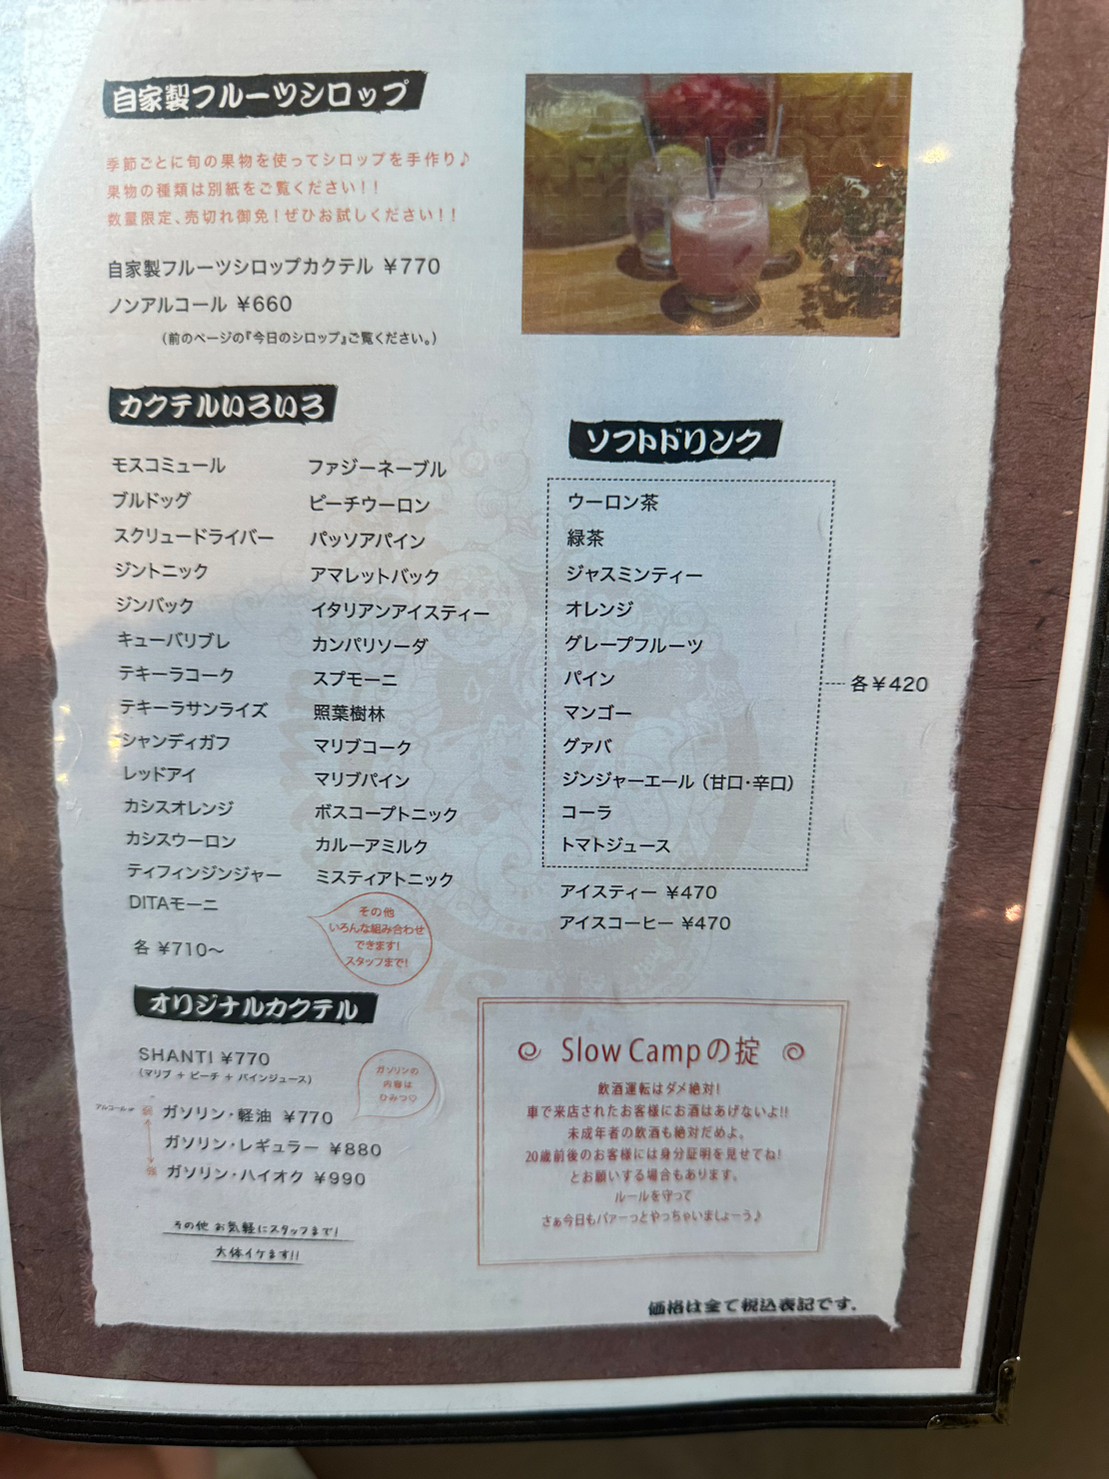 自家製フルーツシロップ
季節ごとに旬の果物を使ってシロップを手作り♪
果物の種類は別紙をご覧ください!!
数量限定、売切れ御免!ぜひお試しください!!
自家製フルーツシロップカクテル ¥770
ノンアルコール ¥660
(前のページの『今日のシロップ』ご覧ください。)
カクテルいろいろ
モスコミュール
ブルドッグ
スクリュードライバー
ジントニック
ジンバック
キューバリブレ
テキーラコーク
テキーラサンライズ
シャンディガフ
レッドアイ
カシスオレンジ
カシスウーロン
ティフィンジンジャー
DITAモーニ
各 ¥710〜
ファジーネーブル
ピーチウーロン
パッソアパイン
アマレットバック
イタリアンアイスティー
カンパリソーダ
スプモーニ
照葉樹林
マリブコーク
マリブパイン
ボスコープトニック
カルーアミルク
ミスティアトニック
その他
いろんな組み合わせ
できます!
スタッフまで!
ソフトドリンク
ウーロン茶
緑茶
ジャスミンティー
オレンジ
グレープフルーツ
パイン
マンゴー
グァバ
ジンジャーエール (甘口・辛口)
コーラ
トマトジュース
各¥420
アイスティー ¥470
アイスコーヒー ¥470
オリジナルカクテル
SHANTI ¥770
(マリブ + ピーチ + パインジュース)
ガソリンの
内容は
ひみつ♡
アルコール
弱 ガソリン・軽油 ¥770
ガソリン・レギュラー ¥880
強 ガソリン・ハイオク ¥990
その他 お気軽にスタッフまで!
大体イケます!!
Slow Campの掟
飲酒運転はダメ絶対!
車で来店されたお客様にお酒はあげないよ!!
未成年者の飲酒も絶対だめよ。
20歳前後のお客様には身分証明を見せてね!
とお願いする場合もあります。
ルールを守って
さぁ今日もパァーっとやっちゃいましょーう♪
価格は全て税込表記です。